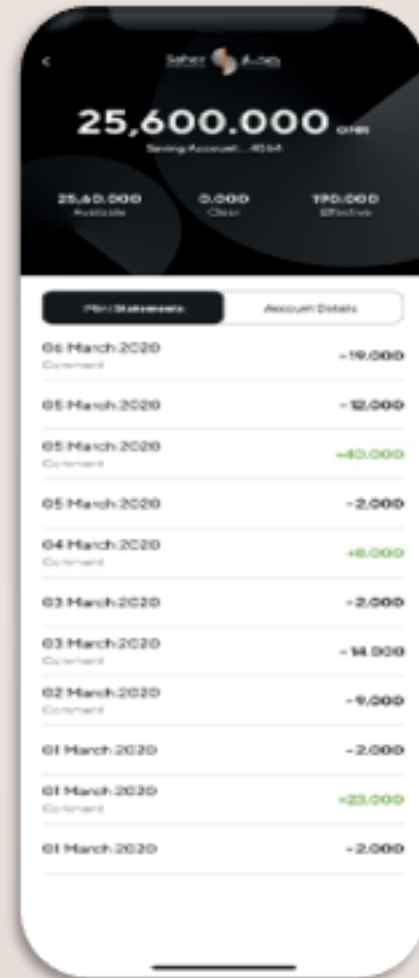 25,600.000 OMR
Saving Account...4564
25,60.000 0.000 190.000
Available Clear Effective
Mini Statements Account Details
06 March 2020 -19.000
Comment
05 March 2020 -12.000
05 March 2020 +40.000
Comment
05 March 2020 -2.000
04 March 2020 +8.000
Comment
03 March 2020 -2.000
03 March 2020 -14.000
Comment
02 March 2020 -9.000
Comment
01 March 2020 -2.000
01 March 2020 +23.000
Comment
01 March 2020 -2.000